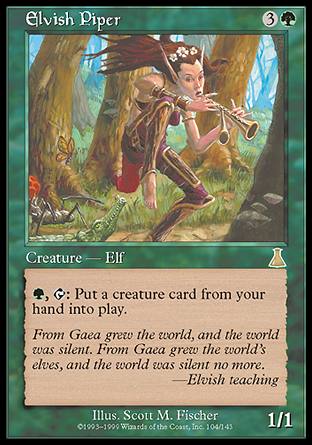 Elvish Piper 3
Creature — Elf
: Put a creature card from your
hand into play.
From Gaea grew the world, and the world
was silent. From Gaea grew the world's
elves, and the world was silent no more.
—Elvish teaching
Illus. Scott M. Fischer
©1993–1999 Wizards of the Coast, Inc. 104/143
1/1